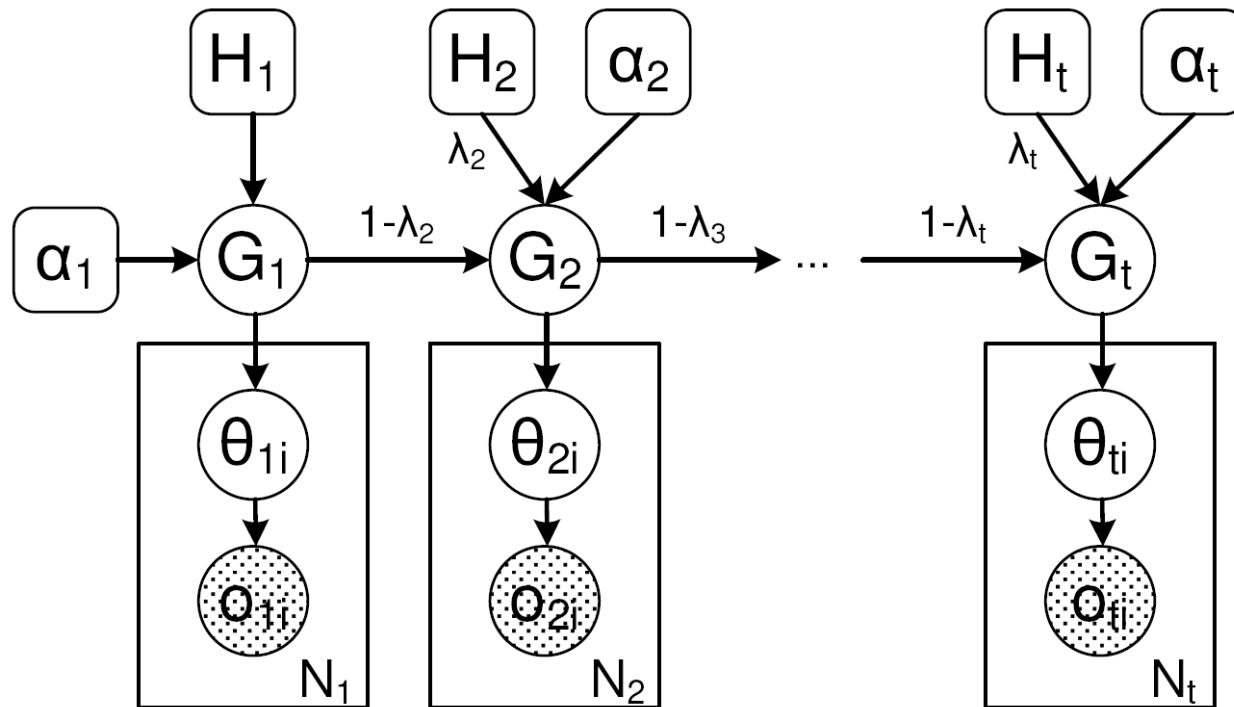 H₁ H₂ α₂ Hₜ αₜ
λ₂ λₜ
1-λ₂ 1-λ₃ 1-λₜ
α₁ G₁ G₂ ... Gₜ
θ₁ᵢ θ₂ᵢ θₜᵢ
o₁ᵢ o₂ᵢ oₜᵢ
N₁ N₂ Nₜ